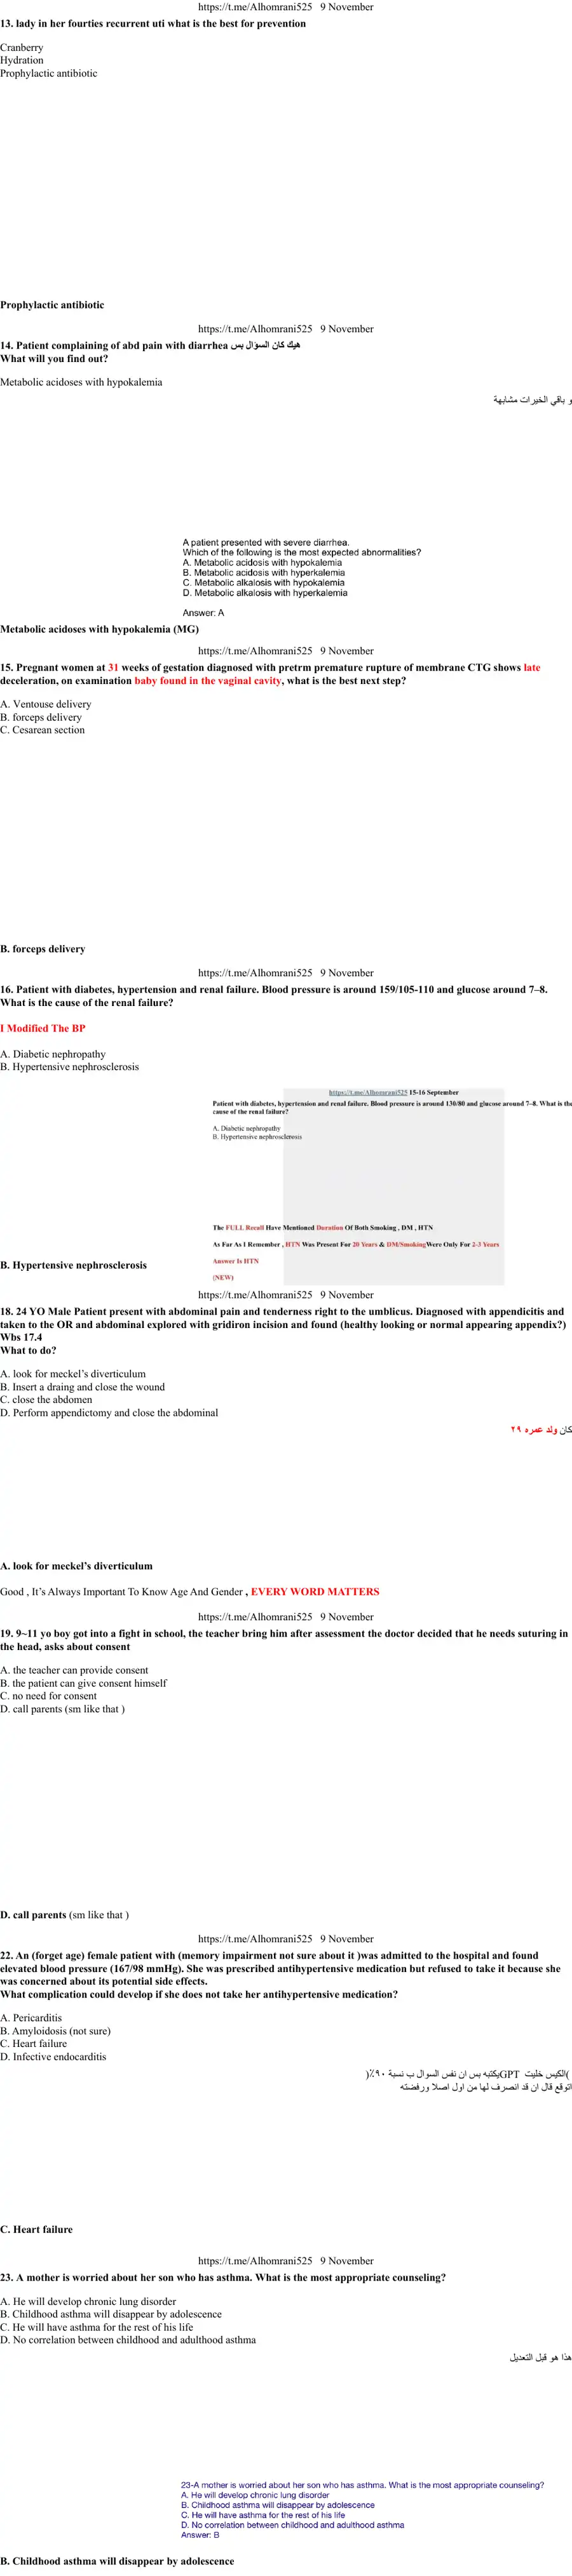 https://t.me/Alhomrani525 9 November
13. lady in her fourties recurrent uti what is the best for prevention
Cranberry
Hydration
Prophylactic antibiotic
Prophylactic antibiotic
https://t.me/Alhomrani525 9 November
14. Patient complaining of abd pain with diarrhea هيك كان السؤال بس
What will you find out?
Metabolic acidoses with hypokalemia
و باقي الخيرات مشابهة
A patient presented with severe diarrhea.
Which of the following is the most expected abnormalities?
A. Metabolic acidosis with hypokalemia
B. Metabolic acidosis with hyperkalemia
C. Metabolic alkalosis with hypokalemia
D. Metabolic alkalosis with hyperkalemia
Answer: A
Metabolic acidoses with hypokalemia (MG)
https://t.me/Alhomrani525 9 November
15. Pregnant women at 31 weeks of gestation diagnosed with pretrm premature rupture of membrane CTG shows late
deceleration, on examination baby found in the vaginal cavity, what is the best next step?
A. Ventouse delivery
B. forceps delivery
C. Cesarean section
B. forceps delivery
https://t.me/Alhomrani525 9 November
16. Patient with diabetes, hypertension and renal failure. Blood pressure is around 159/105-110 and glucose around 7–8.
What is the cause of the renal failure?
I Modified The BP
A. Diabetic nephropathy
B. Hypertensive nephrosclerosis
https://t.me/Alhomrani525 15-16 September
Patient with diabetes, hypertension and renal failure. Blood pressure is around 130/80 and glucose around 7–8. What is the
cause of the renal failure?
A. Diabetic nephropathy
B. Hypertensive nephrosclerosis
The FULL Recall Have Mentioned Duration Of Both Smoking , DM , HTN
As Far As I Remember , HTN Was Present For 20 Years & DM/Smoking Were Only For 2-3 Years
Answer Is HTN
(NEW)
B. Hypertensive nephrosclerosis
https://t.me/Alhomrani525 9 November
18. 24 YO Male Patient present with abdominal pain and tenderness right to the umblicus. Diagnosed with appendicitis and
taken to the OR and abdominal explored with gridiron incision and found (healthy looking or normal appearing appendix?)
Wbs 17.4
What to do?
A. look for meckel’s diverticulum
B. Insert a draing and close the wound
C. close the abdomen
D. Perform appendictomy and close the abdominal
كان ولد عمره ٢٩
A. look for meckel’s diverticulum
Good , It’s Always Important To Know Age And Gender , EVERY WORD MATTERS
https://t.me/Alhomrani525 9 November
19. 9~11 yo boy got into a fight in school, the teacher bring him after assessment the doctor decided that he needs suturing in
the head, asks about consent
A. the teacher can provide consent
B. the patient can give consent himself
C. no need for consent
D. call parents (sm like that )
D. call parents (sm like that )
https://t.me/Alhomrani525 9 November
22. An (forget age) female patient with (memory impairment not sure about it )was admitted to the hospital and found
elevated blood pressure (167/98 mmHg). She was prescribed antihypertensive medication but refused to take it because she
was concerned about its potential side effects.
What complication could develop if she does not take her antihypertensive medication?
A. Pericarditis
B. Amyloidosis (not sure)
C. Heart failure
D. Infective endocarditis
(الكيس خليت GPT يكتبه بس ان نفس السوال ب نسبة ٩٠٪)
اتوقع قال ان قد انصرف لها من اول اصلا ورفضته
C. Heart failure
https://t.me/Alhomrani525 9 November
23. A mother is worried about her son who has asthma. What is the most appropriate counseling?
A. He will develop chronic lung disorder
B. Childhood asthma will disappear by adolescence
C. He will have asthma for the rest of his life
D. No correlation between childhood and adulthood asthma
هذا هو قبل التعديل
23-A mother is worried about her son who has asthma. What is the most appropriate counseling?
A. He will develop chronic lung disorder
B. Childhood asthma will disappear by adolescence
C. He will have asthma for the rest of his life
D. No correlation between childhood and adulthood asthma
Answer: B
B. Childhood asthma will disappear by adolescence